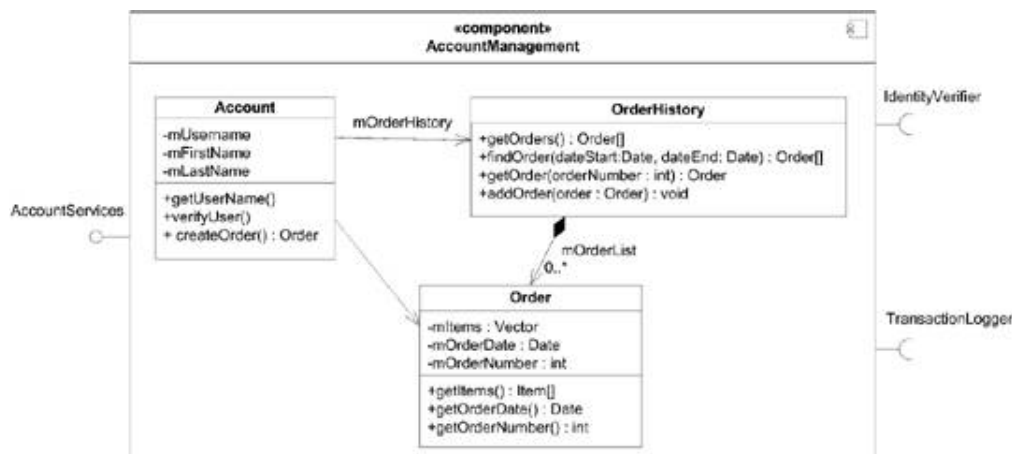 «component»
AccountManagement
Account
-mUsername
-mFirstName
-mLastName
+getUserName()
+verifyUser()
+ createOrder() : Order
mOrderHistory
OrderHistory
+getOrders() : Order[]
+findOrder(dateStart:Date, dateEnd: Date) : Order[]
+getOrder(orderNumber : int) : Order
+addOrder(order : Order) : void
IdentityVerifier
AccountServices
mOrderList
0..*
Order
-mItems : Vector
-mOrderDate : Date
-mOrderNumber : int
+getItems() : Item[]
+getOrderDate() : Date
+getOrderNumber() : int
TransactionLogger